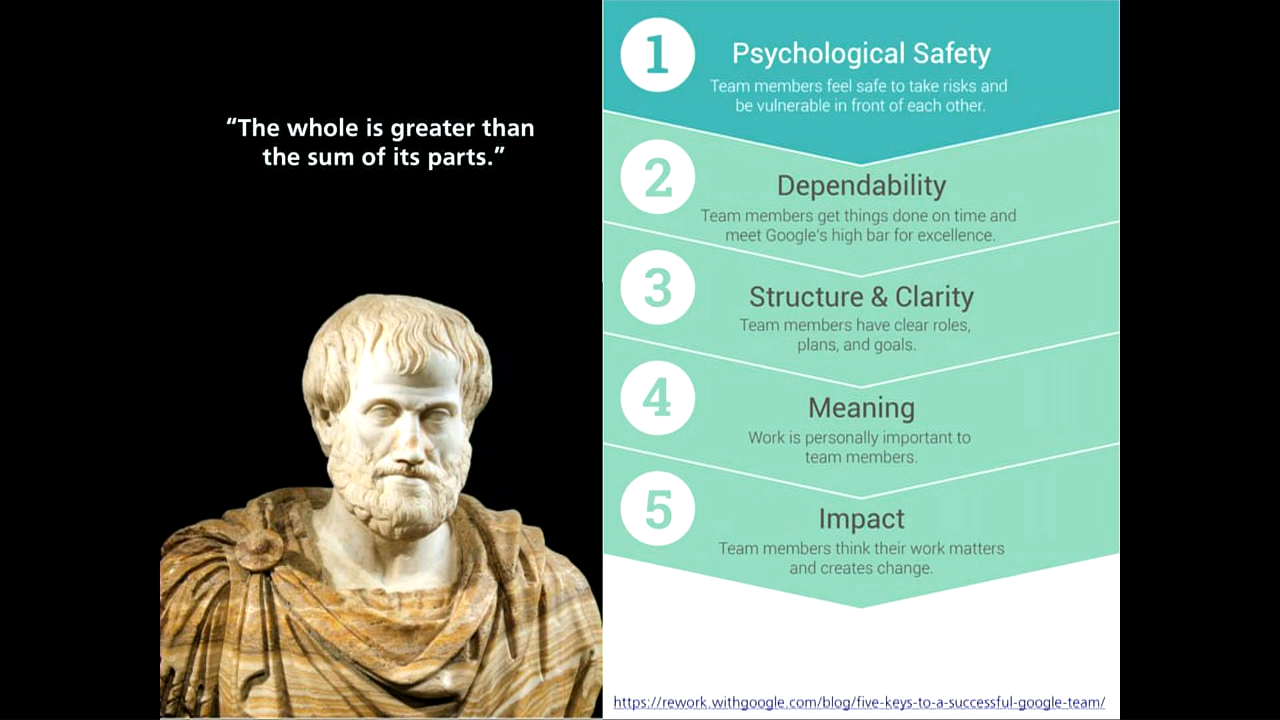 “The whole is greater than
the sum of its parts.”
1
Psychological Safety
Team members feel safe to take risks and
be vulnerable in front of each other.
2
Dependability
Team members get things done on time and
meet Google's high bar for excellence.
3
Structure & Clarity
Team members have clear roles,
plans, and goals.
4
Meaning
Work is personally important to
team members.
5
Impact
Team members think their work matters
and creates change.
https://rework.withgoogle.com/blog/five-keys-to-a-successful-google-team/